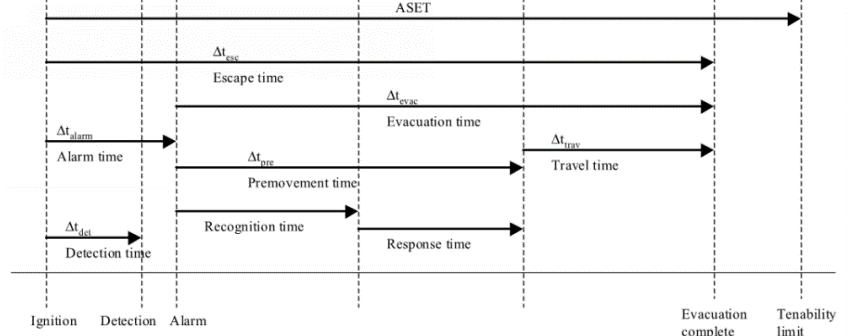 ASET
Δtesc
Escape time
Δtevac
Evacuation time
Δtalarm
Alarm time
Δttrav
Travel time
Δtpre
Premovement time
Recognition time
Response time
Δtdet
Detection time
Ignition
Detection
Alarm
Evacuation
complete
Tenability
limit